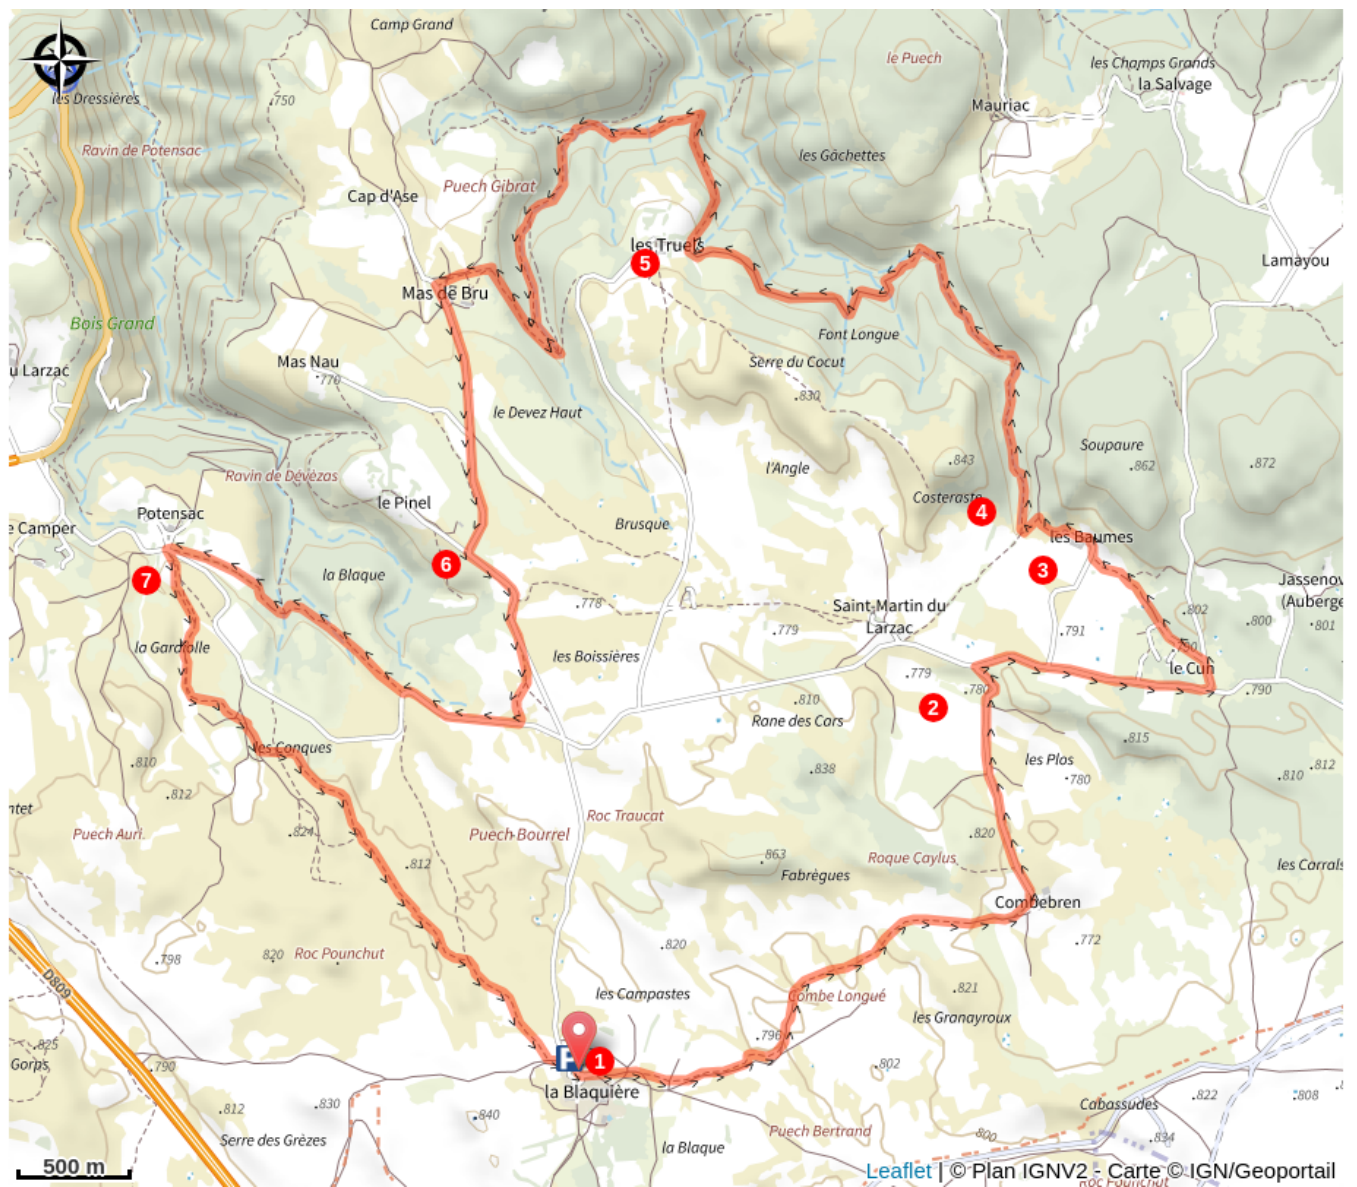 Camp Grand
les Dressières
.750
Ravin de Potensac
le Puech
les Champs Grands
la Salvage
Mauriac
les Gâchettes
Cap d'Ase
Puech Gibrat
les Truels
5
Lamayou
Mas de Bru
Bois Grand
Font Longue
u Larzac
Mas Nau
.770
Serre du Cocut
.830
le Devez Haut
Soupaure
.862
.872
.843
l'Angle
Ravin de Dévèzas
le Pinel
Costeraste
4
Potensac
e Camper
Brusque
les Baumes
6
3
7
la Blaque
.778
Jassenov
(Auberge
Saint-Martin du
Larzac
.802
.800
.801
.779
.791
790
la Gardiolle
les Boissières
le Cun
.779
.780
.790
2
.810
Rane des Cars
les Conques
.815
.810
.812
les Plos
.780
.838
.810
.812
ntet
Puech Auri.
.824
Puech Bourrel
Roc Traucat
.820
.812
.863
Fabrègues
Roque Caylus
les Carrals
Combebren
.772
.798
820
Roc Pounchut
.820
D809
les Campastes
Combe Longue
.821
les Granayroux
.796
.825
Gorps
.790
P
1
.802
la Blaquière
.812
.830
.840
Cabassudes
.822
.808
Serre des Grèzes
la Blaque
Puech Bertrand
800
.834
500 m
Leaflet | © Plan IGNV2 - Carte © IGN/Geoportail
Roc Pounchut